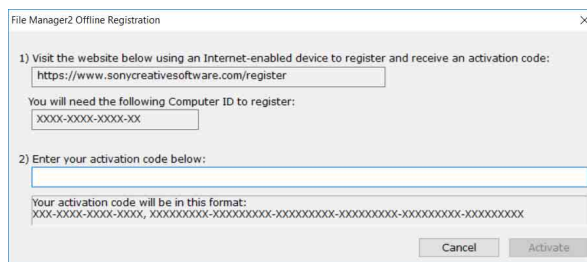 File Manager2 Offline Registration
1) Visit the website below using an Internet-enabled device to register and receive an activation code:
https://www.sonycreativesoftware.com/register
You will need the following Computer ID to register:
XXXX-XXXX-XXXX-XX
2) Enter your activation code below:
Your activation code will be in this format:
XXX-XXXX-XXXX-XXXX, XXXXXXXXX-XXXXXXXXX-XXXXXXXXX-XXXXXXXXX-XXXXXXXXX-XXXXXXXXX
Cancel
Activate